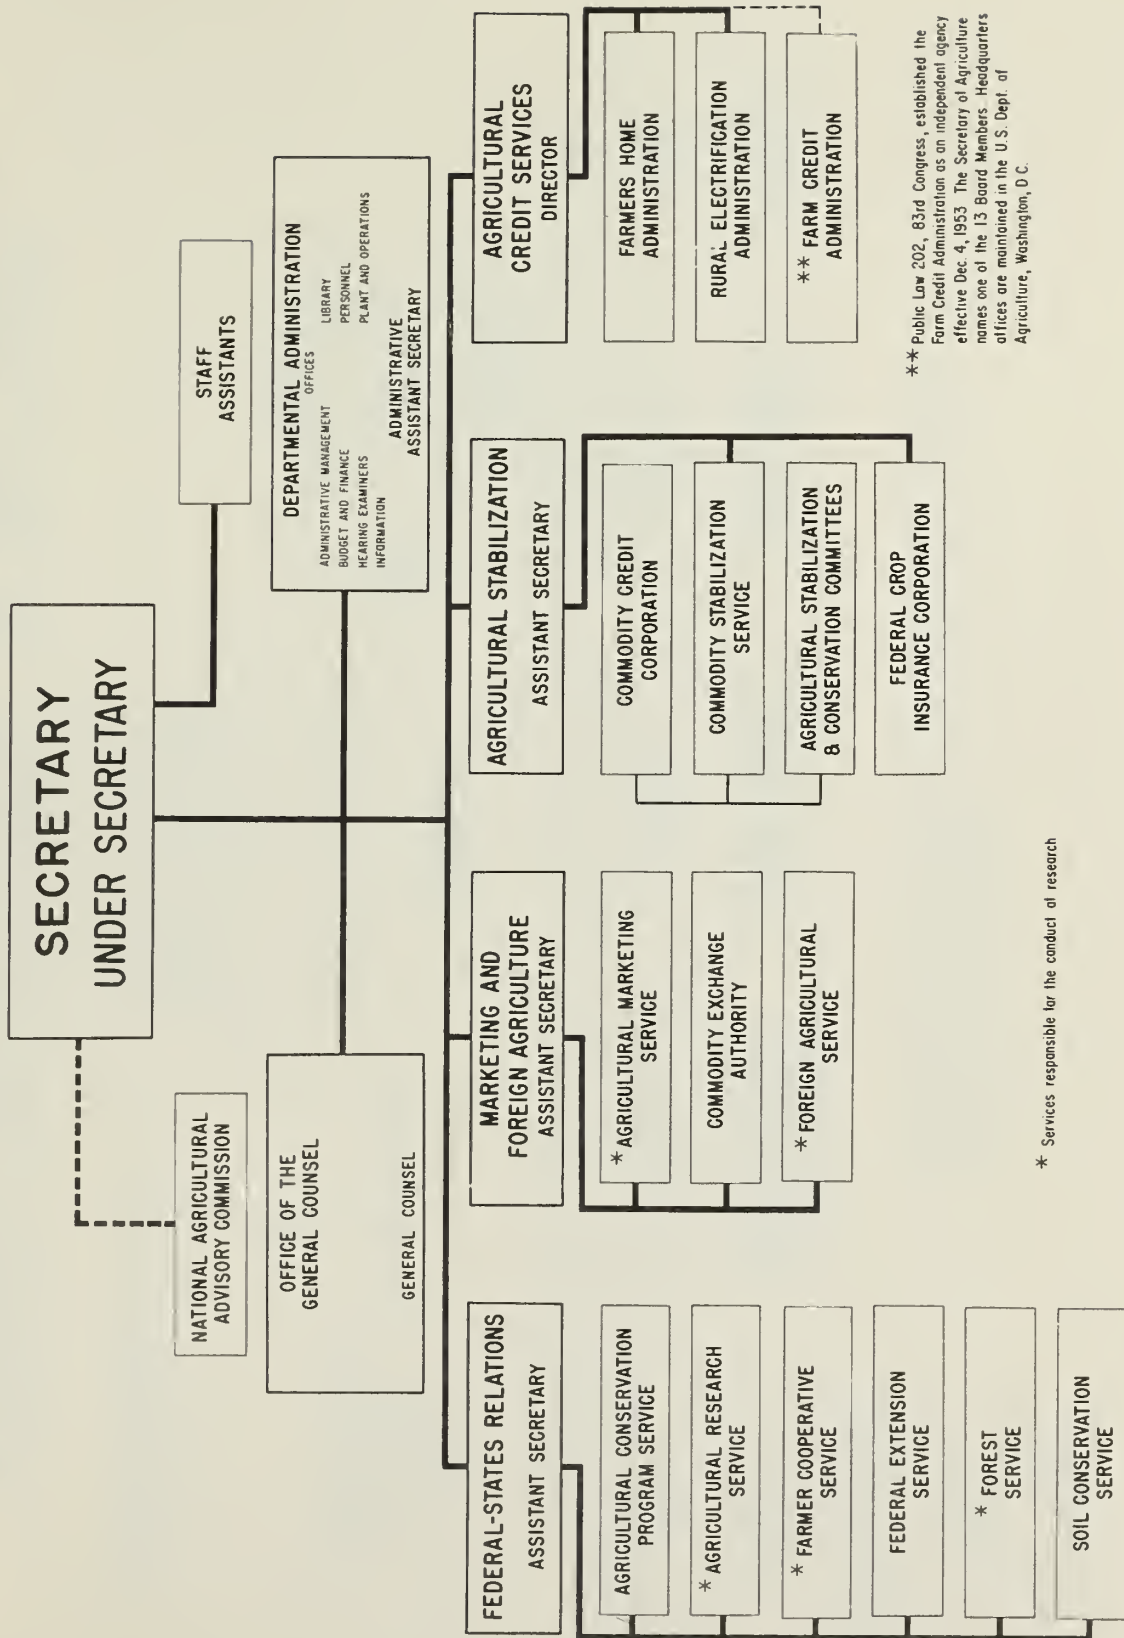 SECRETARY
UNDER SECRETARY
NATIONAL AGRICULTURAL
ADVISORY COMMISSION
STAFF
ASSISTANTS
OFFICE OF THE
GENERAL COUNSEL
GENERAL COUNSEL
DEPARTMENTAL ADMINISTRATION
OFFICES
ADMINISTRATIVE MANAGEMENT
BUDGET AND FINANCE
HEARING EXAMINERS
INFORMATION
LIBRARY
PERSONNEL
PLANT AND OPERATIONS
ADMINISTRATIVE
ASSISTANT SECRETARY
FEDERAL-STATES RELATIONS
ASSISTANT SECRETARY
AGRICULTURAL CONSERVATION
PROGRAM SERVICE
* AGRICULTURAL RESEARCH
SERVICE
* FARMER COOPERATIVE
SERVICE
FEDERAL EXTENSION
SERVICE
* FOREST
SERVICE
SOIL CONSERVATION
SERVICE
MARKETING AND
FOREIGN AGRICULTURE
ASSISTANT SECRETARY
* AGRICULTURAL MARKETING
SERVICE
COMMODITY EXCHANGE
AUTHORITY
* FOREIGN AGRICULTURAL
SERVICE
AGRICULTURAL STABILIZATION
ASSISTANT SECRETARY
COMMODITY CREDIT
CORPORATION
COMMODITY STABILIZATION
SERVICE
AGRICULTURAL STABILIZATION
& CONSERVATION COMMITTEES
FEDERAL CROP
INSURANCE CORPORATION
AGRICULTURAL
CREDIT SERVICES
DIRECTOR
FARMERS HOME
ADMINISTRATION
RURAL ELECTRIFICATION
ADMINISTRATION
** FARM CREDIT
ADMINISTRATION
* Services responsible for the conduct of research
** Public Law 202, 83rd Congress, established the
Farm Credit Administration as an independent agency
effective Dec. 4, 1953 The Secretary of Agriculture
names one of the 13 Board Members Headquarters
offices are maintained in the U.S. Dept. of
Agriculture, Washington, D.C.